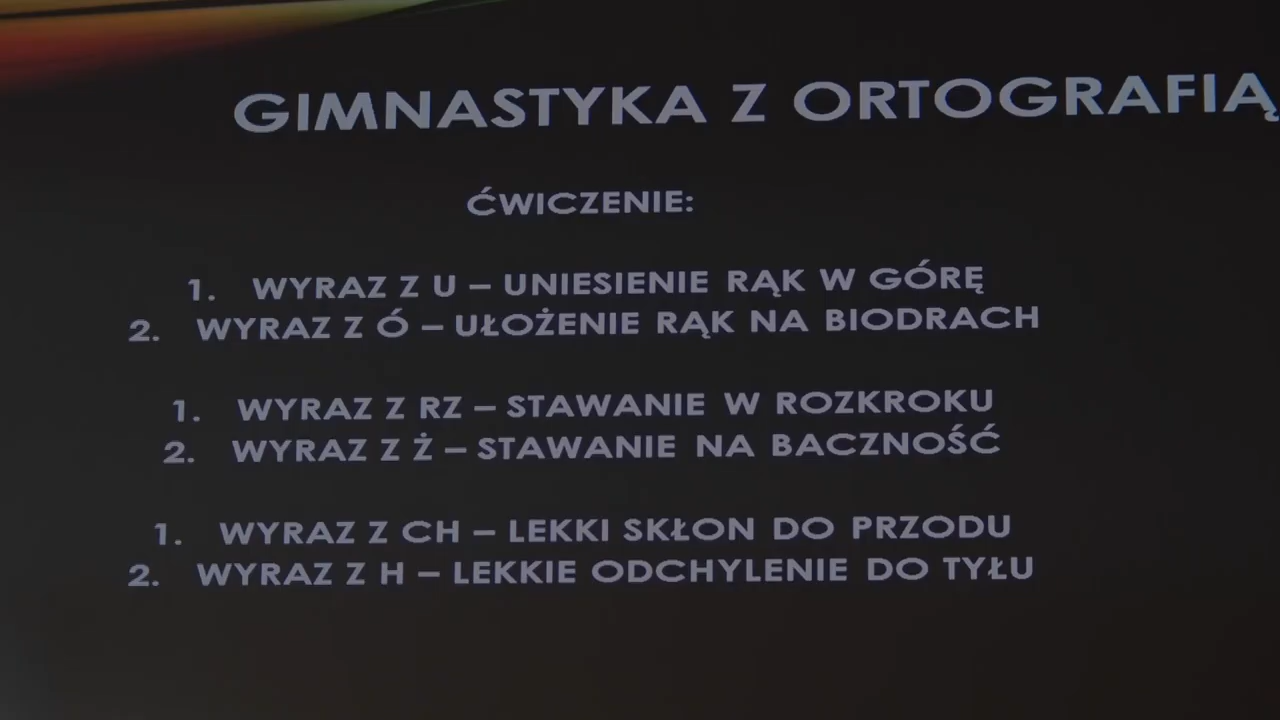 GIMNASTYKA Z ORTOGRAFIĄ
ĆWICZENIE:
1. WYRAZ Z U – UNIESIENIE RĄK W GÓRĘ
2. WYRAZ Z Ó – UŁOŻENIE RĄK NA BIODRACH
1. WYRAZ Z RZ – STAWANIE W ROZKROKU
2. WYRAZ Z Ż – STAWANIE NA BACZNOŚĆ
1. WYRAZ Z CH – LEKKI SKŁON DO PRZODU
2. WYRAZ Z H – LEKKIE ODCHYLENIE DO TYŁU